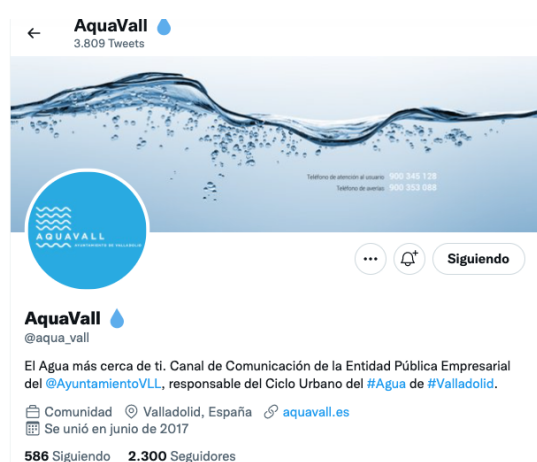 AquaVall
3.809 Tweets
Teléfono de atención al usuario 900 345 128
Teléfono de averías 900 353 088
AQUAVALL
AYUNTAMIENTO DE VALLADOLID
Siguiendo
AquaVall
@aqua_vall
El Agua más cerca de ti. Canal de Comunicación de la Entidad Pública Empresarial
del @AyuntamientoVLL, responsable del Ciclo Urbano del #Agua de #Valladolid.
Comunidad Valladolid, España aquavall.es
Se unió en junio de 2017
586 Siguiendo 2.300 Seguidores